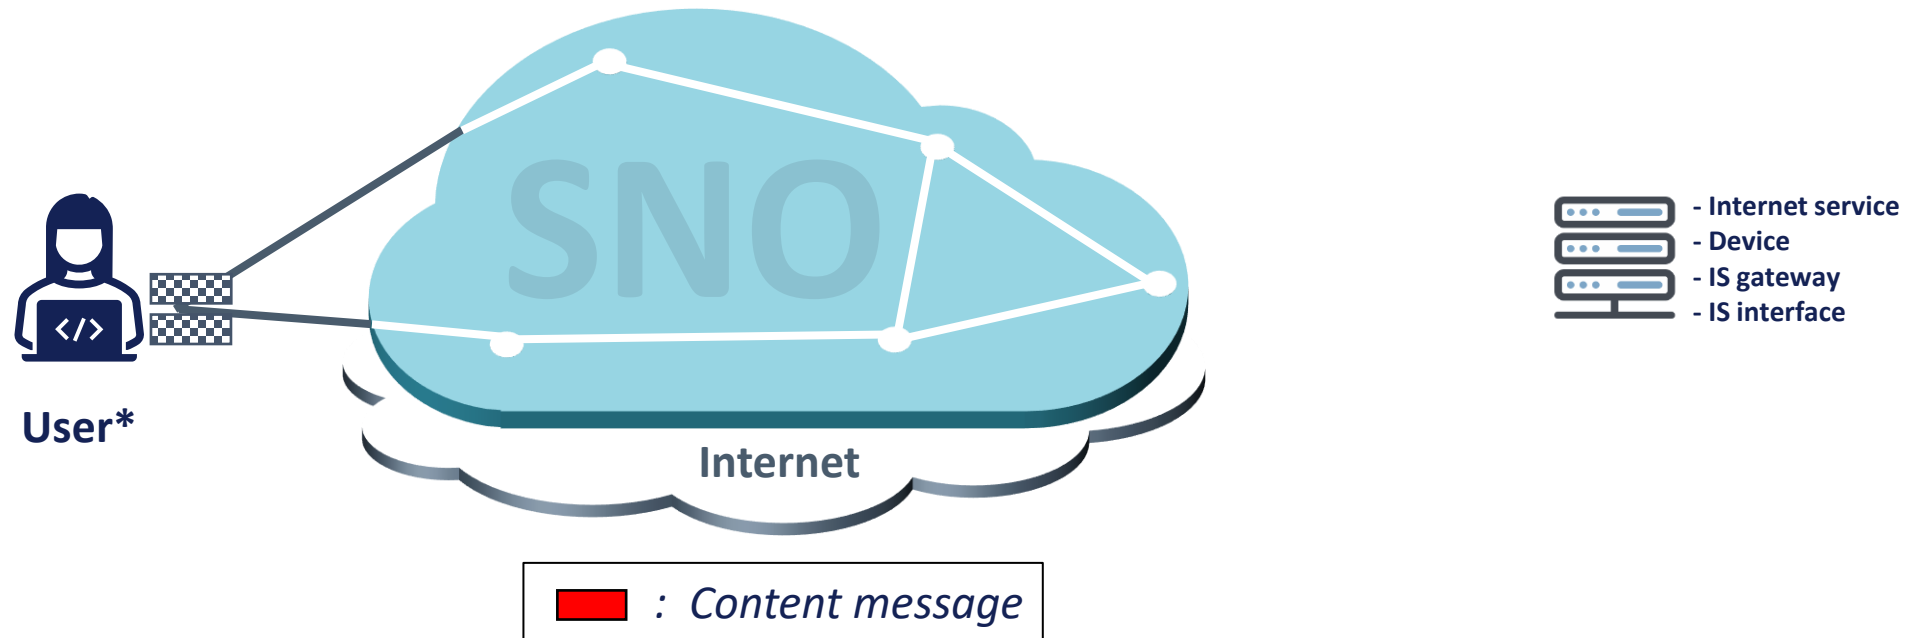 SNO
- Internet service
- Device
- IS gateway
- IS interface
</>
User*
Internet
: Content message